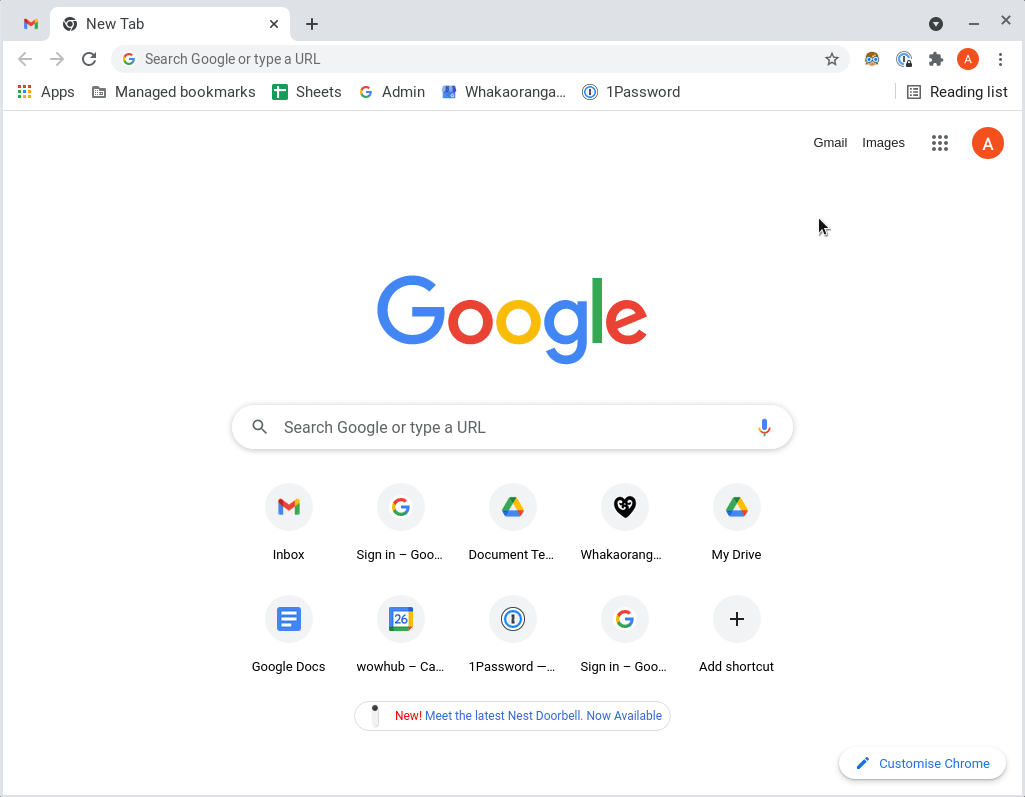 New Tab
Search Google or type a URL
A
Apps Managed bookmarks Sheets Admin Whakaoranga... 1Password Reading list
Gmail Images A
Google
Search Google or type a URL
Inbox Sign in – Goo... Document Te... Whakaorang... My Drive
26
Google Docs wowhub – Ca... 1Password —... Sign in – Goo... Add shortcut
New! Meet the latest Nest Doorbell. Now Available
Customise Chrome